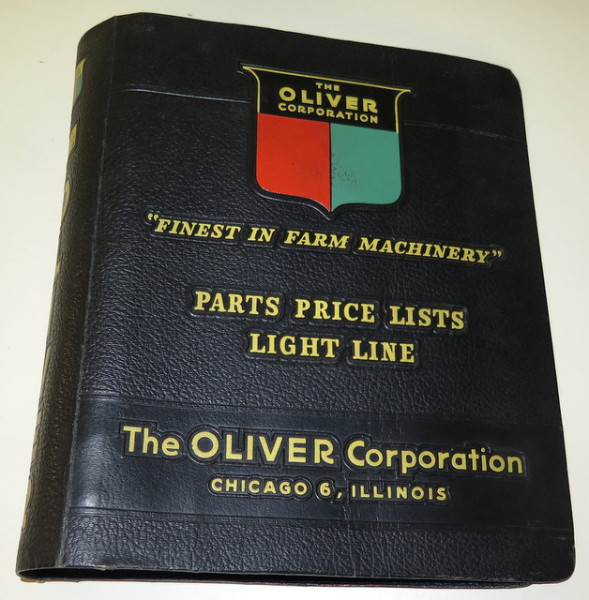 THE
OLIVER
CORPORATION
"FINEST IN FARM MACHINERY"
PARTS PRICE LISTS
LIGHT LINE
The OLIVER Corporation
CHICAGO 6, ILLINOIS